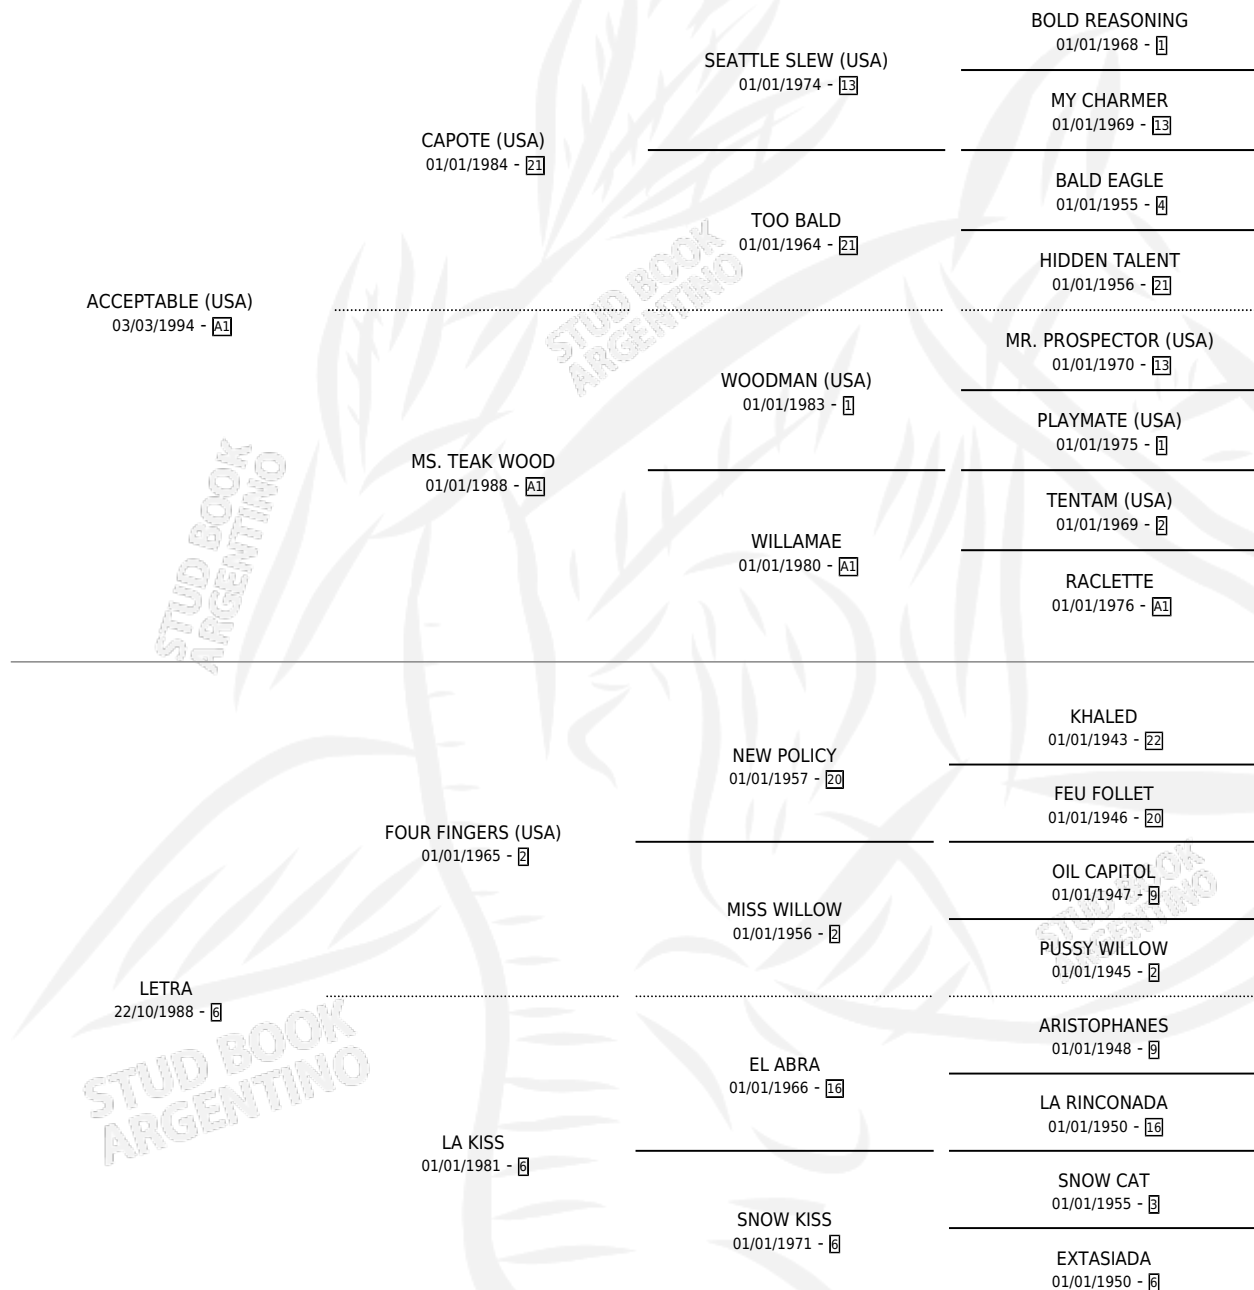 BOLD REASONING
01/01/1968 - 1
SEATTLE SLEW (USA)
01/01/1974 - 13
MY CHARMER
01/01/1969 - 13
CAPOTE (USA)
01/01/1984 - 21
BALD EAGLE
01/01/1955 - 4
TOO BALD
01/01/1964 - 21
HIDDEN TALENT
01/01/1956 - 21
ACCEPTABLE (USA)
03/03/1994 - A1
MR. PROSPECTOR (USA)
01/01/1970 - 13
WOODMAN (USA)
01/01/1983 - 1
PLAYMATE (USA)
01/01/1975 - 1
MS. TEAK WOOD
01/01/1988 - A1
TENTAM (USA)
01/01/1969 - 2
WILLAMAE
01/01/1980 - A1
RACLETTE
01/01/1976 - A1
KHALED
01/01/1943 - 22
NEW POLICY
01/01/1957 - 20
FEU FOLLET
01/01/1946 - 20
FOUR FINGERS (USA)
01/01/1965 - 2
OIL CAPITOL
01/01/1947 - 9
MISS WILLOW
01/01/1956 - 2
PUSSY WILLOW
01/01/1945 - 2
LETRA
22/10/1988 - 6
ARISTOPHANES
01/01/1948 - 9
EL ABRA
01/01/1966 - 16
LA RINCONADA
01/01/1950 - 16
LA KISS
01/01/1981 - 6
SNOW CAT
01/01/1955 - 3
SNOW KISS
01/01/1971 - 6
EXTASIADA
01/01/1950 - 6
STUD BOOK
ARGENTINO
STUD BOOK
ARGENTINO
STUD BOOK
ARGENTINO
STUD BOOK
ARGENTINO